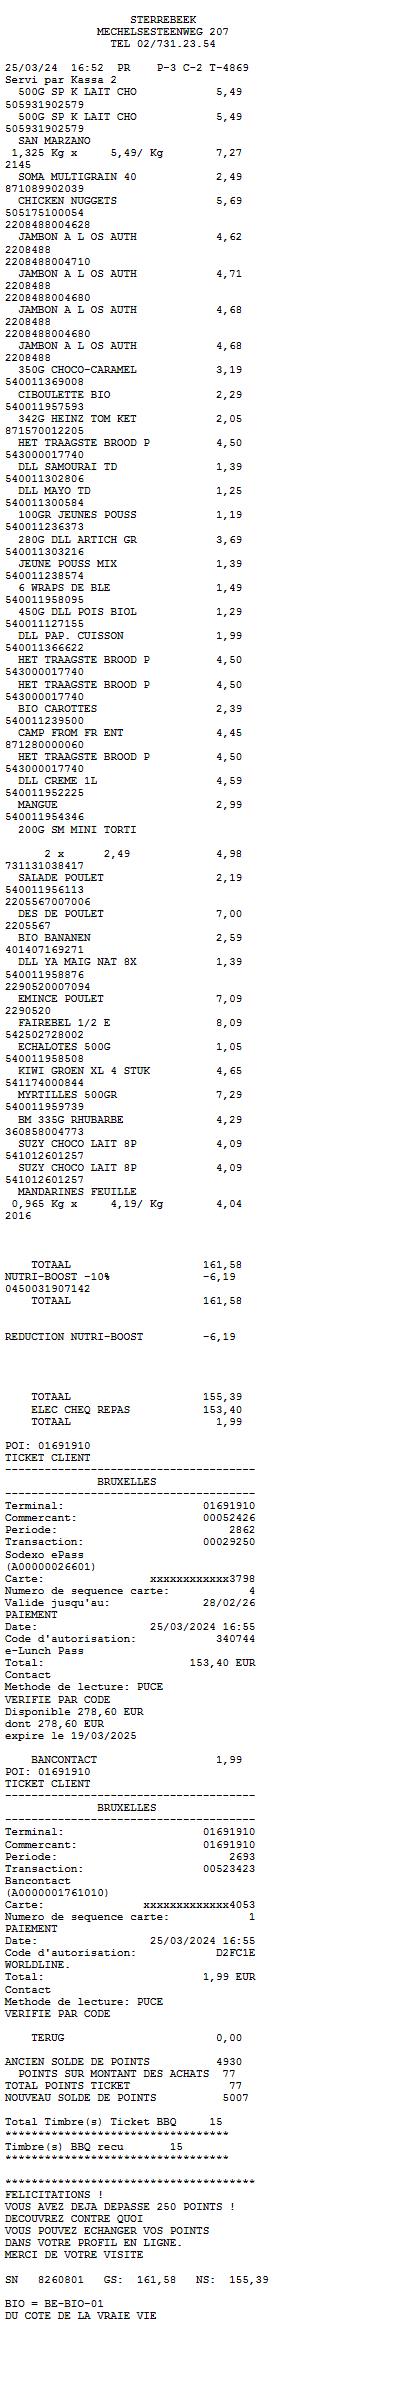 STERREBEEK
MECHELSESTEENWEG 207
TEL 02/731.23.54
25/03/24 16:52 PR P-3 C-2 T-4869
Servi par Kassa 2
500G SP K LAIT CHO 5,49
505931902579
500G SP K LAIT CHO 5,49
505931902579
SAN MARZANO
1,325 Kg x 5,49/ Kg 7,27
2145
SOMA MULTIGRAIN 40 2,49
871089902039
CHICKEN NUGGETS 5,69
505175100054
2208488004628
JAMBON A L OS AUTH 4,62
2208488
2208488004710
JAMBON A L OS AUTH 4,71
2208488
2208488004680
JAMBON A L OS AUTH 4,68
2208488
2208488004680
JAMBON A L OS AUTH 4,68
2208488
350G CHOCO-CARAMEL 3,19
540011369008
CIBOULETTE BIO 2,29
540011957593
342G HEINZ TOM KET 2,05
871570012205
HET TRAAGSTE BROOD P 4,50
543000017740
DLL SAMOURAI TD 1,39
540011302806
DLL MAYO TD 1,25
540011300584
100GR JEUNES POUSS 1,19
540011236373
280G DLL ARTICH GR 3,69
540011303216
JEUNE POUSS MIX 1,39
540011238574
6 WRAPS DE BLE 1,49
540011958095
450G DLL POIS BIOL 1,29
540011127155
DLL PAP. CUISSON 1,99
540011366622
HET TRAAGSTE BROOD P 4,50
543000017740
HET TRAAGSTE BROOD P 4,50
543000017740
BIO CAROTTES 2,39
540011239500
CAMP FROM FR ENT 4,45
871280000060
HET TRAAGSTE BROOD P 4,50
543000017740
DLL CREME 1L 4,59
540011952225
MANGUE 2,99
540011954346
200G SM MINI TORTI
2 x 2,49 4,98
731131038417
SALADE POULET 2,19
540011956113
2205567007006
DES DE POULET 7,00
2205567
BIO BANANEN 2,59
401407169271
DLL YA MAIG NAT 8X 1,39
540011958876
2290520007094
EMINCE POULET 7,09
2290520
FAIREBEL 1/2 E 8,09
542502728002
ECHALOTES 500G 1,05
540011958508
KIWI GROEN XL 4 STUK 4,65
541174000844
MYRTILLES 500GR 7,29
540011959739
BM 335G RHUBARBE 4,29
360858004773
SUZY CHOCO LAIT 8P 4,09
541012601257
SUZY CHOCO LAIT 8P 4,09
541012601257
MANDARINES FEUILLE
0,965 Kg x 4,19/ Kg 4,04
2016
TOTAAL 161,58
NUTRI-BOOST -10% -6,19
0450031907142
TOTAAL 161,58
REDUCTION NUTRI-BOOST -6,19
TOTAAL 155,39
ELEC CHEQ REPAS 153,40
TOTAAL 1,99
POI: 01691910
TICKET CLIENT
--------------------------------------
BRUXELLES
--------------------------------------
Terminal: 01691910
Commercant: 00052426
Periode: 2862
Transaction: 00029250
Sodexo ePass
(A00000026601)
Carte: xxxxxxxxxxxx3798
Numero de sequence carte: 4
Valide jusqu'au: 28/02/26
PAIEMENT
Date: 25/03/2024 16:55
Code d'autorisation: 340744
e-Lunch Pass
Total: 153,40 EUR
Contact
Methode de lecture: PUCE
VERIFIE PAR CODE
Disponible 278,60 EUR
dont 278,60 EUR
expire le 19/03/2025
BANCONTACT 1,99
POI: 01691910
TICKET CLIENT
--------------------------------------
BRUXELLES
--------------------------------------
Terminal: 01691910
Commercant: 01691910
Periode: 2693
Transaction: 00523423
Bancontact
(A0000001761010)
Carte: xxxxxxxxxxxxx4053
Numero de sequence carte: 1
PAIEMENT
Date: 25/03/2024 16:55
Code d'autorisation: D2FC1E
WORLDLINE.
Total: 1,99 EUR
Contact
Methode de lecture: PUCE
VERIFIE PAR CODE
TERUG 0,00
ANCIEN SOLDE DE POINTS 4930
POINTS SUR MONTANT DES ACHATS 77
TOTAL POINTS TICKET 77
NOUVEAU SOLDE DE POINTS 5007
Total Timbre(s) Ticket BBQ 15
**********************************
Timbre(s) BBQ recu 15
**********************************
**************************************
FELICITATIONS !
VOUS AVEZ DEJA DEPASSE 250 POINTS !
DECOUVREZ CONTRE QUOI
VOUS POUVEZ ECHANGER VOS POINTS
DANS VOTRE PROFIL EN LIGNE.
MERCI DE VOTRE VISITE
SN 8260801 GS: 161,58 NS: 155,39
BIO = BE-BIO-01
DU COTE DE LA VRAIE VIE